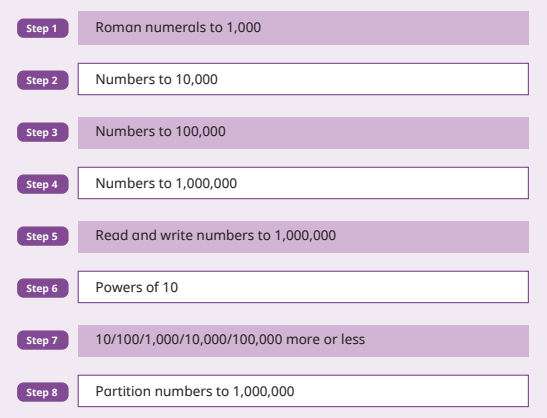 Step 1 Roman numerals to 1,000
Step 2 Numbers to 10,000
Step 3 Numbers to 100,000
Step 4 Numbers to 1,000,000
Step 5 Read and write numbers to 1,000,000
Step 6 Powers of 10
Step 7 10/100/1,000/10,000/100,000 more or less
Step 8 Partition numbers to 1,000,000